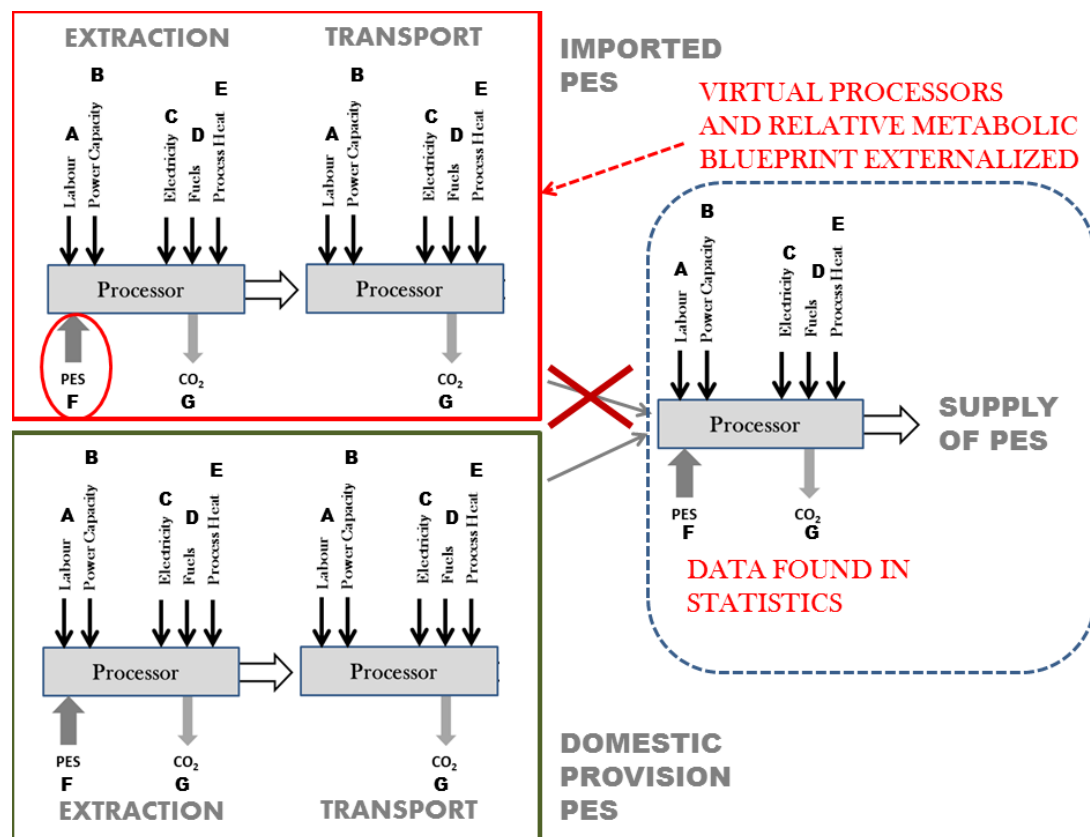 EXTRACTION
TRANSPORT
IMPORTED
PES
VIRTUAL PROCESSORS
AND RELATIVE METABOLIC
BLUEPRINT EXTERNALIZED
A
Labour
B
Power Capacity
C
Electricity
D
Fuels
E
Process Heat
Processor
PES
F
CO₂
G
A
Labour
B
Power Capacity
C
Electricity
D
Fuels
E
Process Heat
Processor
CO₂
G
A
Labour
B
Power Capacity
C
Electricity
D
Fuels
E
Process Heat
Processor
PES
F
CO₂
G
SUPPLY
OF PES
DATA FOUND IN
STATISTICS
A
Labour
B
Power Capacity
C
Electricity
D
Fuels
E
Process Heat
Processor
PES
F
CO₂
G
EXTRACTION
A
Labour
B
Power Capacity
C
Electricity
D
Fuels
E
Process Heat
Processor
CO₂
G
TRANSPORT
DOMESTIC
PROVISION
PES